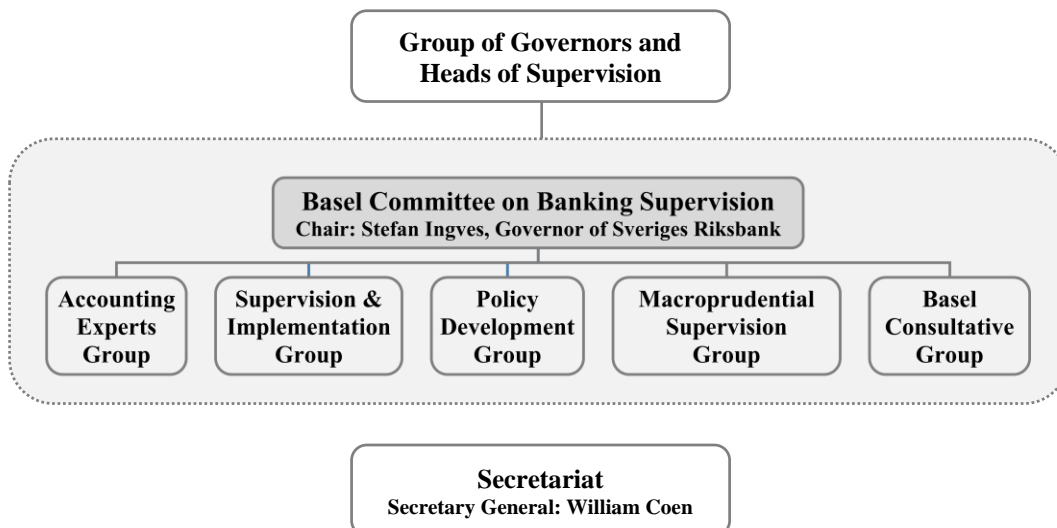 Group of Governors and
Heads of Supervision
Basel Committee on Banking Supervision
Chair: Stefan Ingves, Governor of Sveriges Riksbank
Accounting
Experts
Group
Supervision &
Implementation
Group
Policy
Development
Group
Macroprudential
Supervision
Group
Basel
Consultative
Group
Secretariat
Secretary General: William Coen